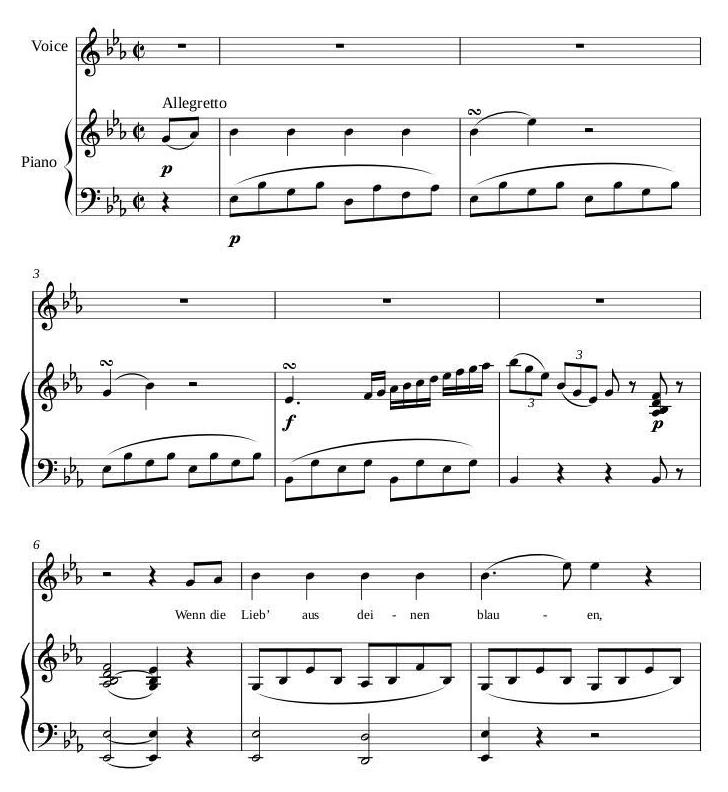 Voice
Allegretto
Piano
p
p
3
f
3
3
p
6
Wenn die Lieb’ aus dei - nen blau - en,